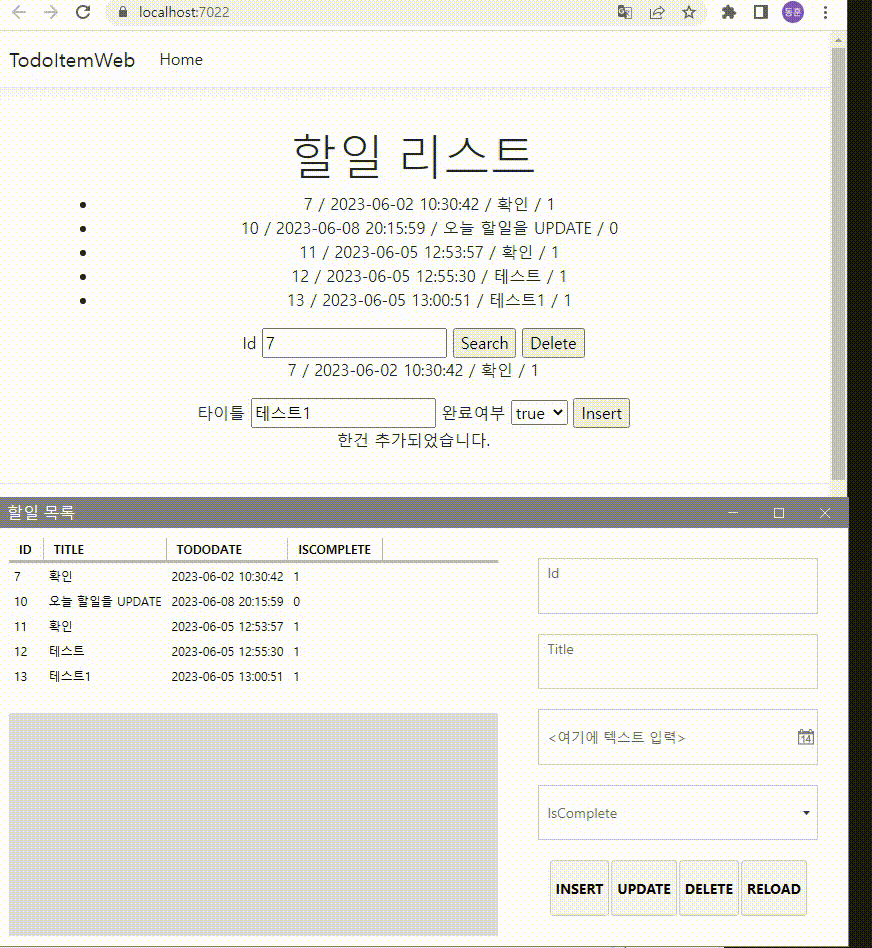 localhost:7022
동훈
TodoItemWeb Home
할일 리스트
7 / 2023-06-02 10:30:42 / 확인 / 1
10 / 2023-06-08 20:15:59 / 오늘 할일을 UPDATE / 0
11 / 2023-06-05 12:53:57 / 확인 / 1
12 / 2023-06-05 12:55:30 / 테스트 / 1
13 / 2023-06-05 13:00:51 / 테스트1 / 1
Id 7 Search Delete
7 / 2023-06-02 10:30:42 / 확인 / 1
타이틀 테스트1 완료여부 true Insert
한건 추가되었습니다.
할일 목록
ID TITLE TODODATE ISCOMPLETE
7 확인 2023-06-02 10:30:42 1
10 오늘 할일을 UPDATE 2023-06-08 20:15:59 0
11 확인 2023-06-05 12:53:57 1
12 테스트 2023-06-05 12:55:30 1
13 테스트1 2023-06-05 13:00:51 1
Id
Title
<여기에 텍스트 입력>
14
IsComplete
INSERT UPDATE DELETE RELOAD